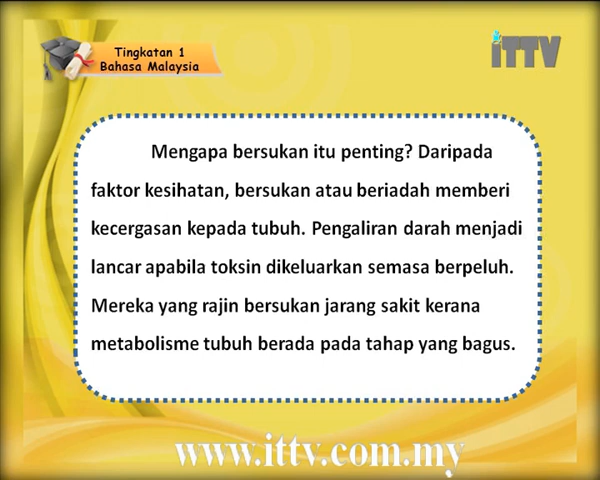 Tingkatan 1
Bahasa Malaysia
iTTV
Mengapa bersukan itu penting? Daripada
faktor kesihatan, bersukan atau beriadah memberi
kecergasan kepada tubuh. Pengaliran darah menjadi
lancar apabila toksin dikeluarkan semasa berpeluh.
Mereka yang rajin bersukan jarang sakit kerana
metabolisme tubuh berada pada tahap yang bagus.
www.ittv.com.my